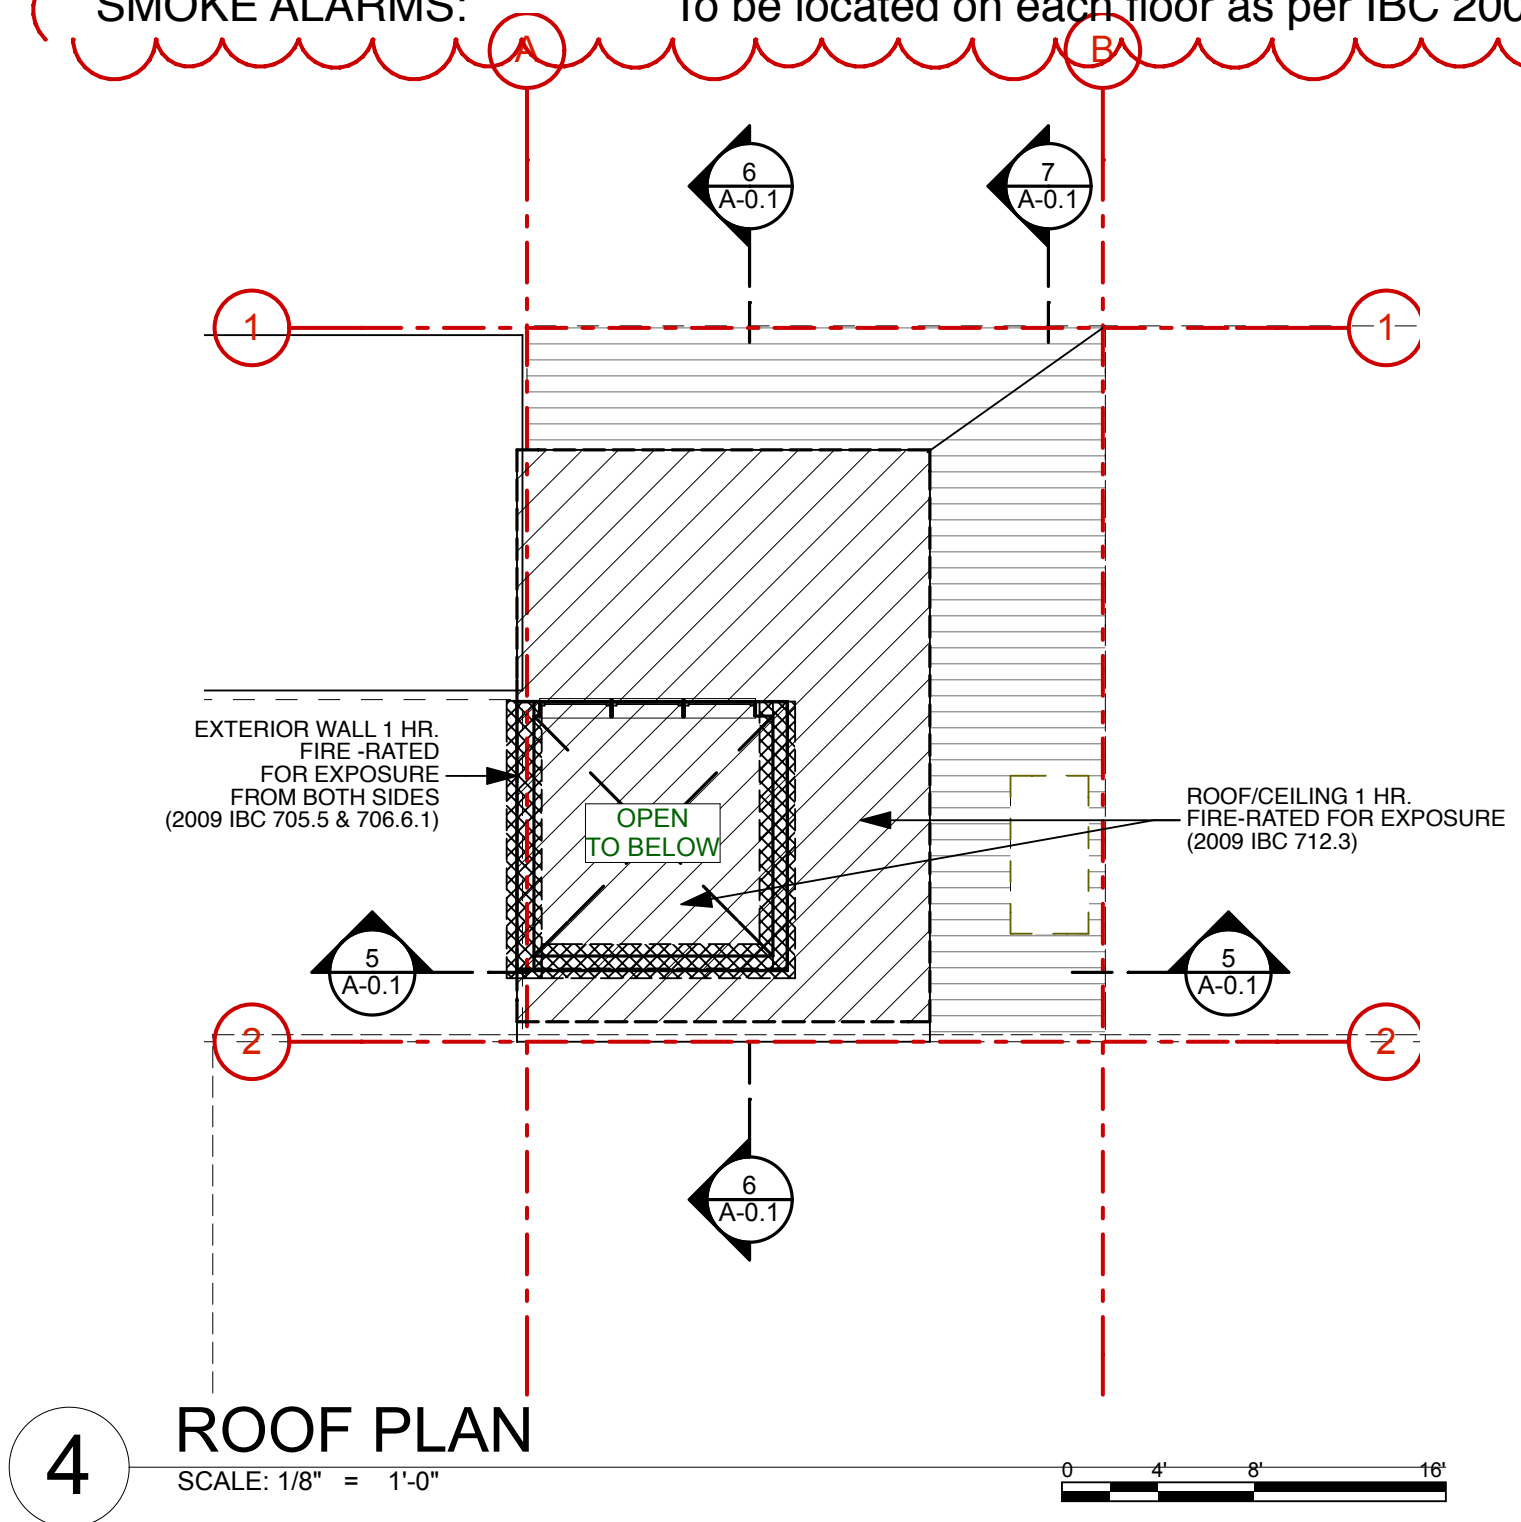 SMOKE ALARMS: To be located on each floor as per IBC 200
A B
6
A-0.1
7
A-0.1
1 1
EXTERIOR WALL 1 HR.
FIRE -RATED
FOR EXPOSURE
FROM BOTH SIDES
(2009 IBC 705.5 & 706.6.1)
OPEN
TO BELOW
ROOF/CEILING 1 HR.
FIRE-RATED FOR EXPOSURE
(2009 IBC 712.3)
5
A-0.1
5
A-0.1
2 2
6
A-0.1
4
ROOF PLAN
SCALE: 1/8" = 1'-0"
0 4' 8' 16'